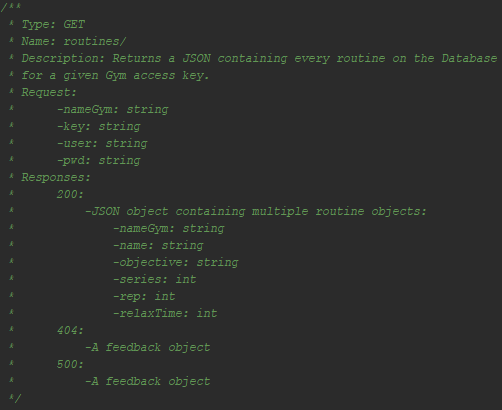 /**
* Type: GET
* Name: routines/
* Description: Returns a JSON containing every routine on the Database
* for a given Gym access key.
* Request:
*      -nameGym: string
*      -key: string
*      -user: string
*      -pwd: string
* Responses:
*      200:
*          -JSON object containing multiple routine objects:
*              -nameGym: string
*              -name: string
*              -objective: string
*              -series: int
*              -rep: int
*              -relaxTime: int
*      404:
*          -A feedback object
*      500:
*          -A feedback object
*/